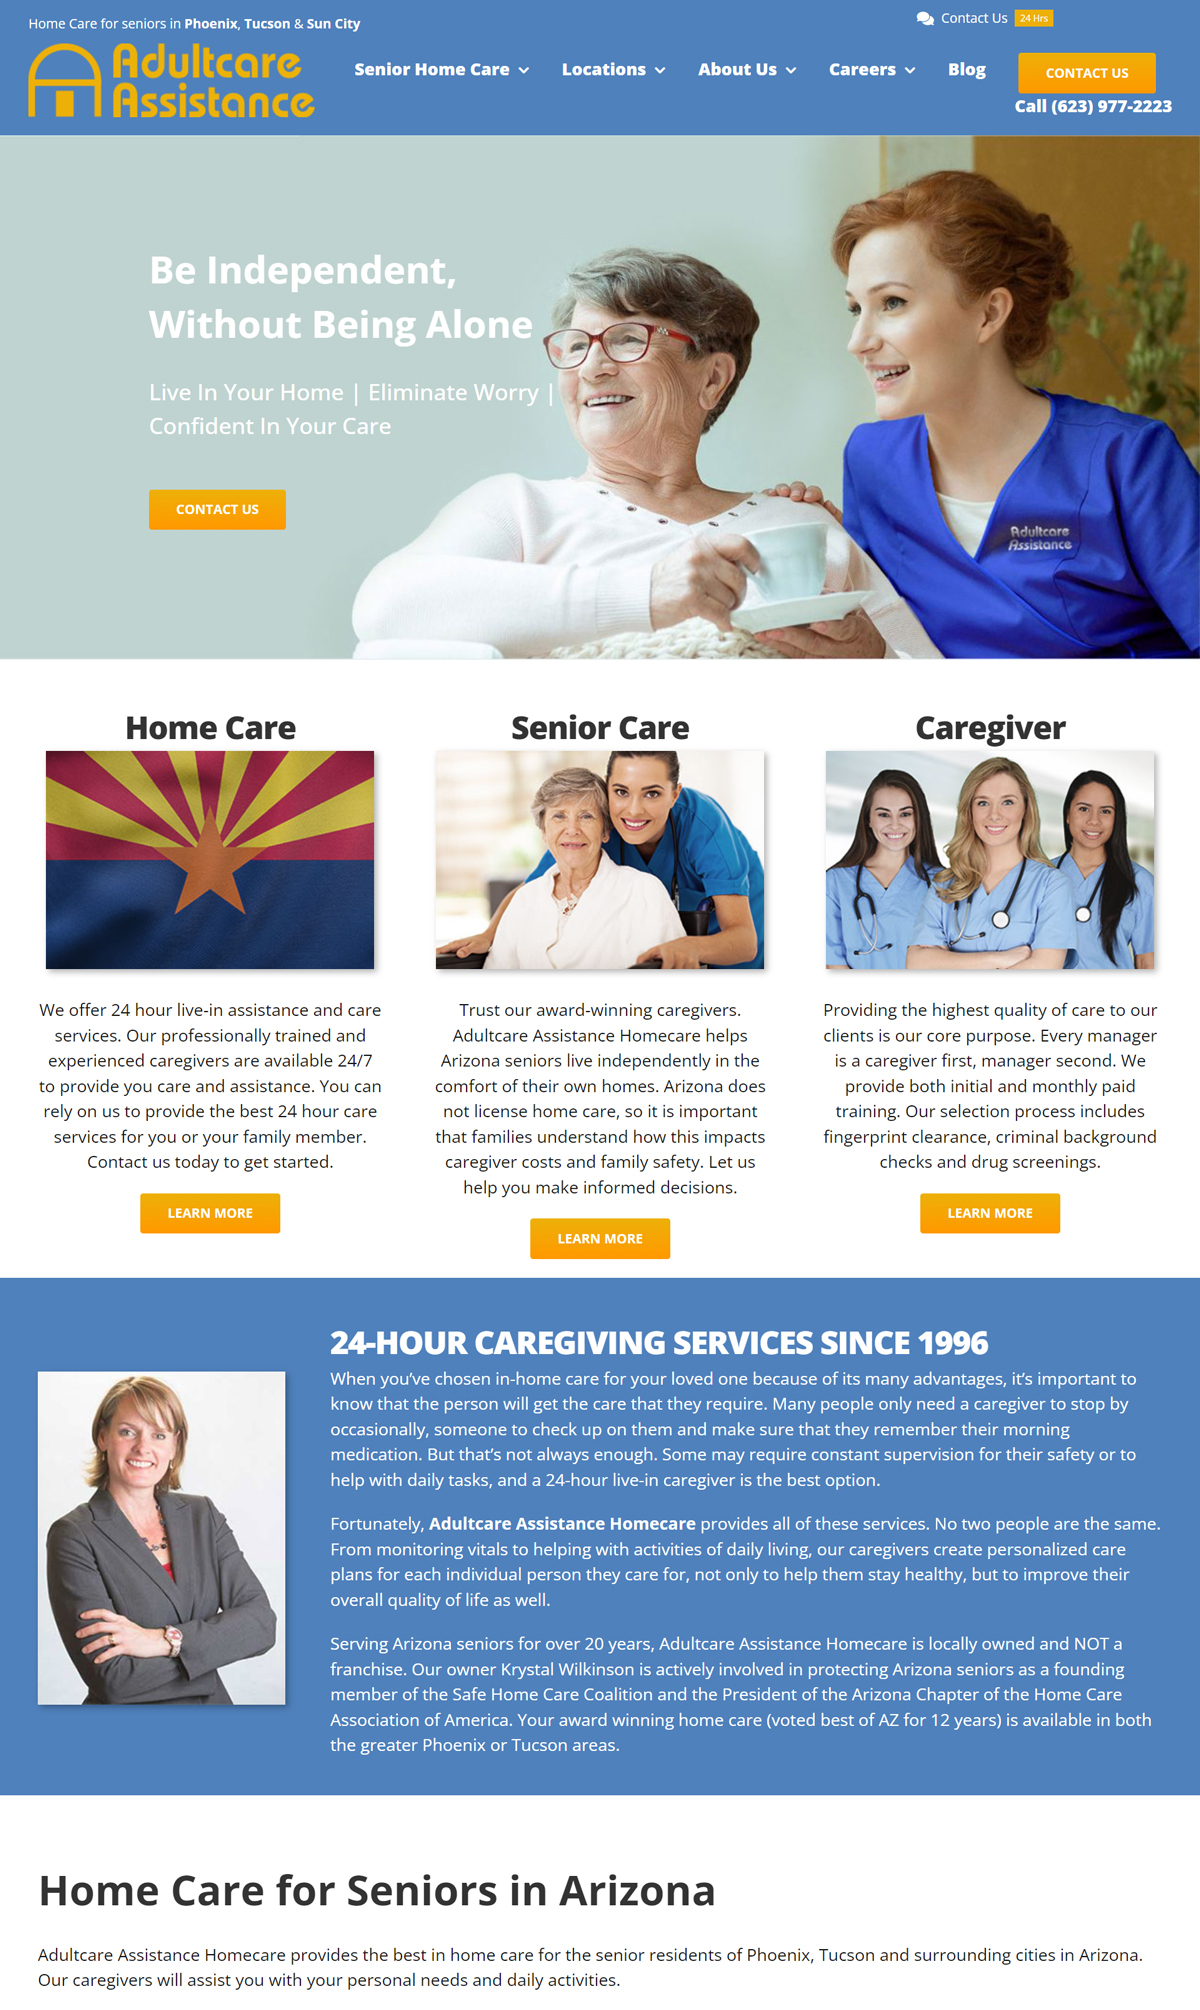 Home Care for seniors in Phoenix, Tucson & Sun City
Contact Us 24 Hrs
Adultcare
Assistance
Senior Home Care
Locations
About Us
Careers
Blog
CONTACT US
Call (623) 977-2223
Be Independent,
Without Being Alone
Live In Your Home | Eliminate Worry |
Confident In Your Care
CONTACT US
Adultcare
Assistance
Home Care
We offer 24 hour live-in assistance and care
services. Our professionally trained and
experienced caregivers are available 24/7
to provide you care and assistance. You can
rely on us to provide the best 24 hour care
services for you or your family member.
Contact us today to get started.
LEARN MORE
Senior Care
Trust our award-winning caregivers.
Adultcare Assistance Homecare helps
Arizona seniors live independently in the
comfort of their own homes. Arizona does
not license home care, so it is important
that families understand how this impacts
caregiver costs and family safety. Let us
help you make informed decisions.
LEARN MORE
Caregiver
Providing the highest quality of care to our
clients is our core purpose. Every manager
is a caregiver first, manager second. We
provide both initial and monthly paid
training. Our selection process includes
fingerprint clearance, criminal background
checks and drug screenings.
LEARN MORE
24-HOUR CAREGIVING SERVICES SINCE 1996
When you’ve chosen in-home care for your loved one because of its many advantages, it’s important to
know that the person will get the care that they require. Many people only need a caregiver to stop by
occasionally, someone to check up on them and make sure that they remember their morning
medication. But that’s not always enough. Some may require constant supervision for their safety or to
help with daily tasks, and a 24-hour live-in caregiver is the best option.
Fortunately, Adultcare Assistance Homecare provides all of these services. No two people are the same.
From monitoring vitals to helping with activities of daily living, our caregivers create personalized care
plans for each individual person they care for, not only to help them stay healthy, but to improve their
overall quality of life as well.
Serving Arizona seniors for over 20 years, Adultcare Assistance Homecare is locally owned and NOT a
franchise. Our owner Krystal Wilkinson is actively involved in protecting Arizona seniors as a founding
member of the Safe Home Care Coalition and the President of the Arizona Chapter of the Home Care
Association of America. Your award winning home care (voted best of AZ for 12 years) is available in both
the greater Phoenix or Tucson areas.
Home Care for Seniors in Arizona
Adultcare Assistance Homecare provides the best in home care for the senior residents of Phoenix, Tucson and surrounding cities in Arizona.
Our caregivers will assist you with your personal needs and daily activities.